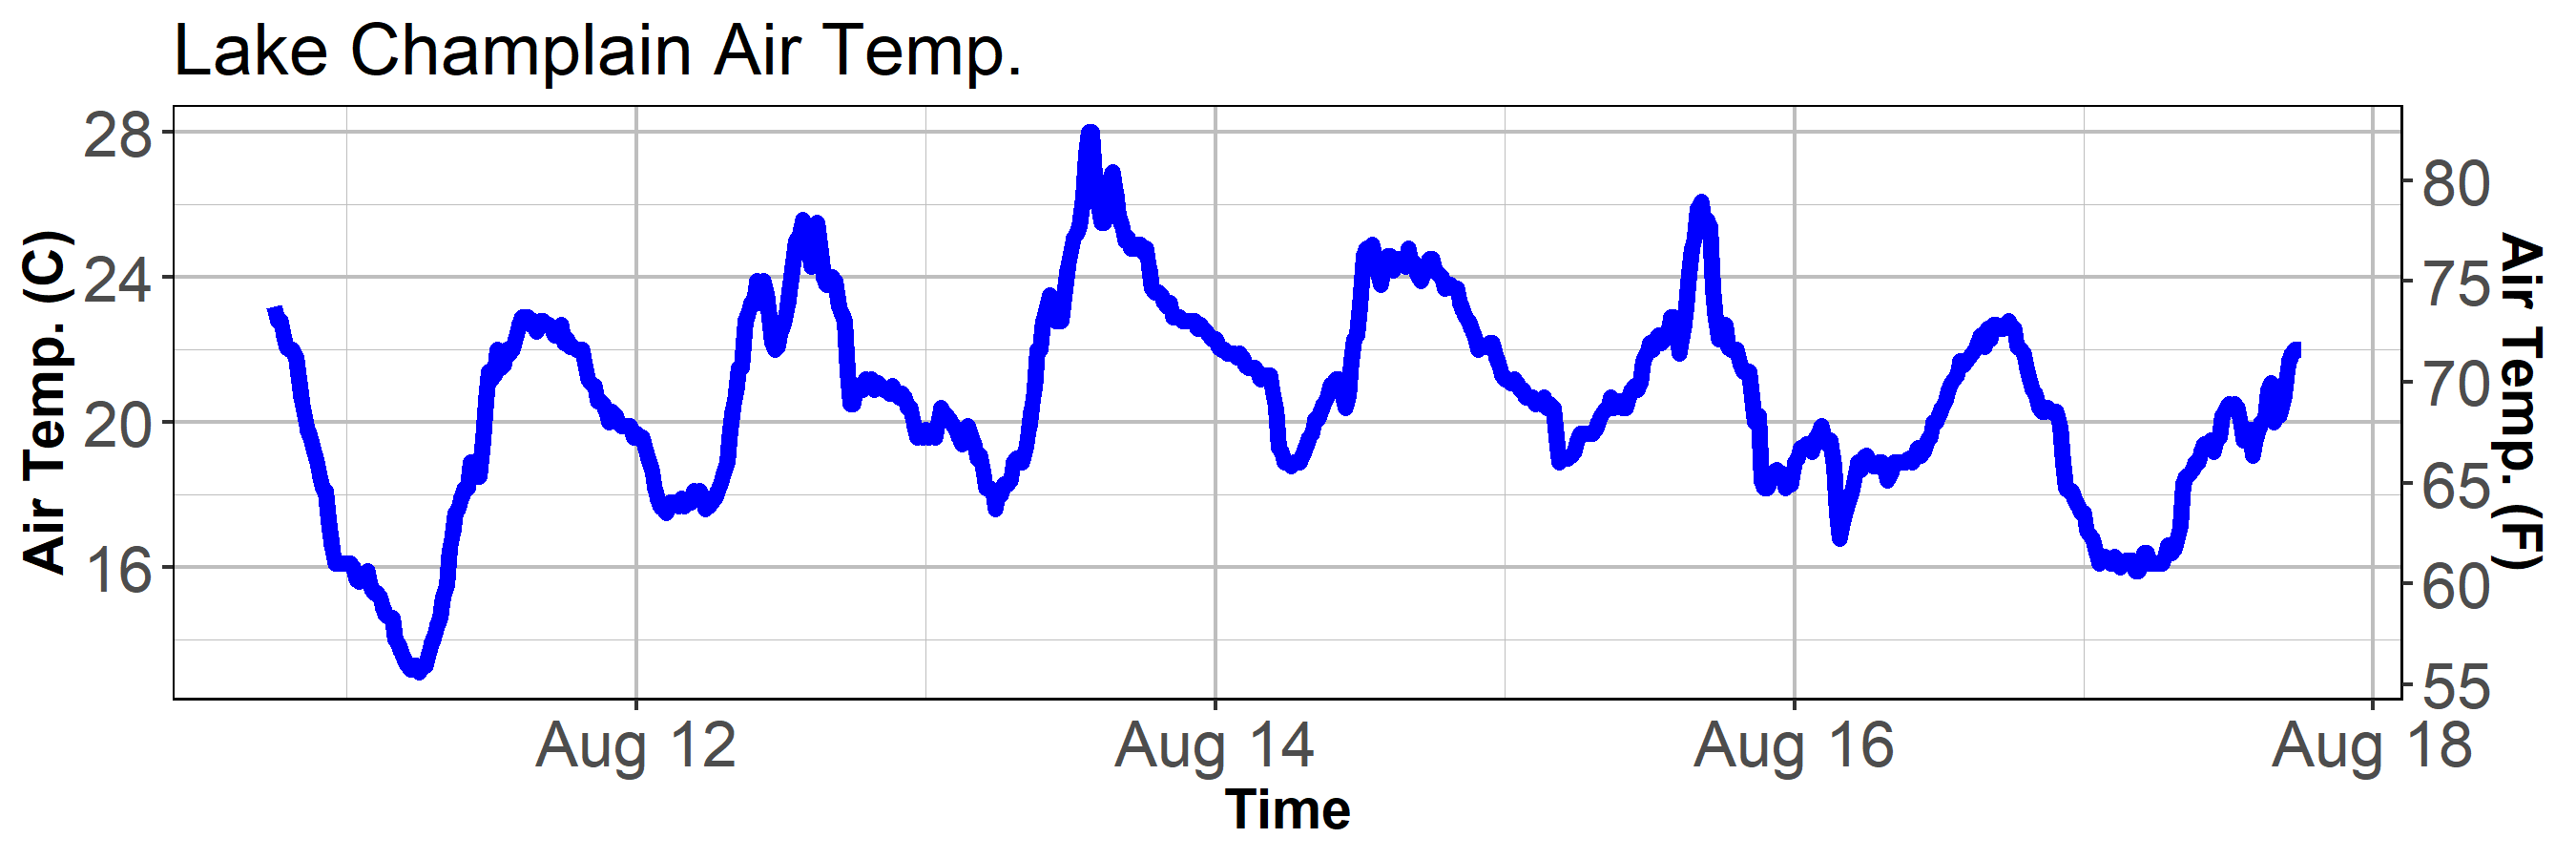 Lake Champlain Air Temp.
28
24
20
16
Air Temp. (C)
80
75
70
65
60
55
Air Temp. (F)
Aug 12
Aug 14
Aug 16
Aug 18
Time